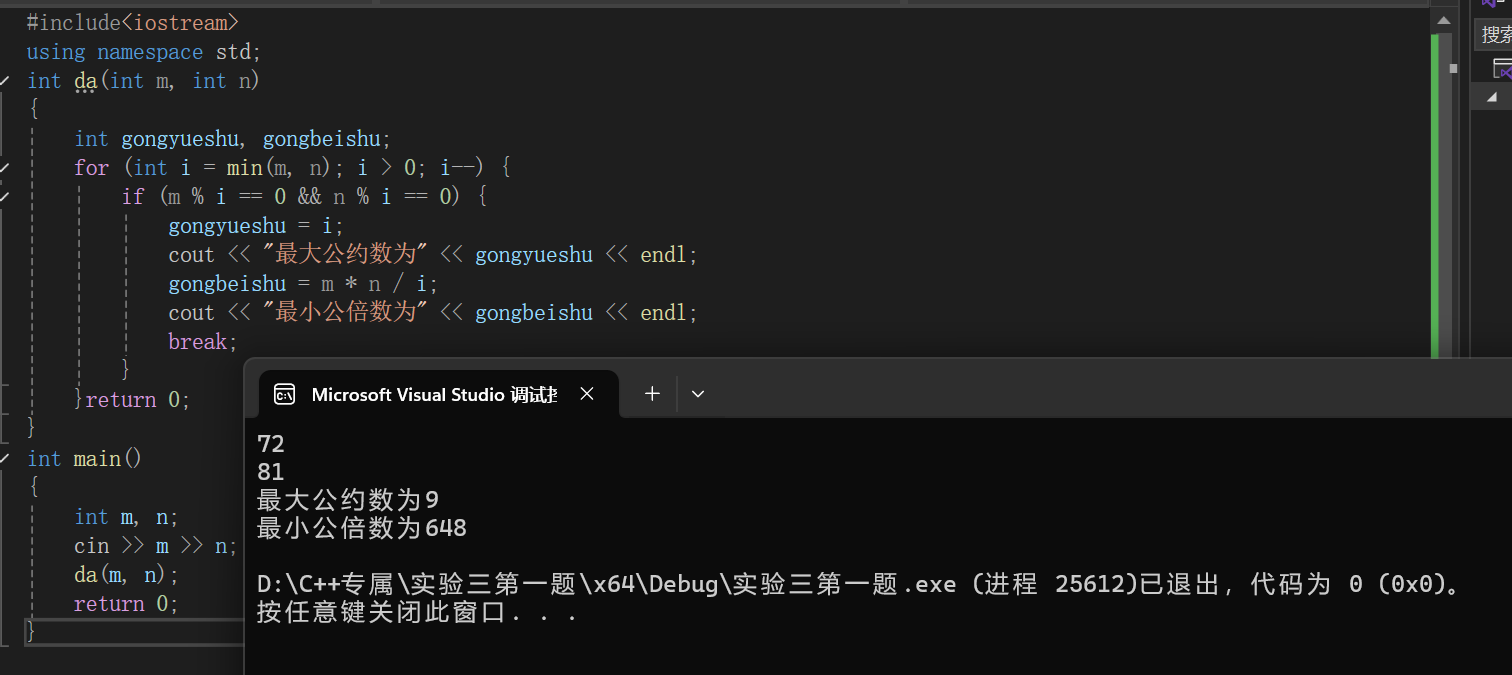 #include<iostream>
using namespace std;
int da(int m, int n)
{
int gongyueshu, gongbeishu;
for (int i = min(m, n); i > 0; i--) {
if (m % i == 0 && n % i == 0) {
gongyueshu = i;
cout << "最大公约数为" << gongyueshu << endl;
gongbeishu = m * n / i;
cout << "最小公倍数为" << gongbeishu << endl;
break;
}
}return 0;
}
int main()
{
int m, n;
cin >> m >> n;
da(m, n);
return 0;
}
搜索
Microsoft Visual Studio 调试
72
81
最大公约数为9
最小公倍数为648
D:\C++专属\实验三第一题\x64\Debug\实验三第一题.exe (进程 25612)已退出，代码为 0 (0x0)。
按任意键关闭此窗口. . .